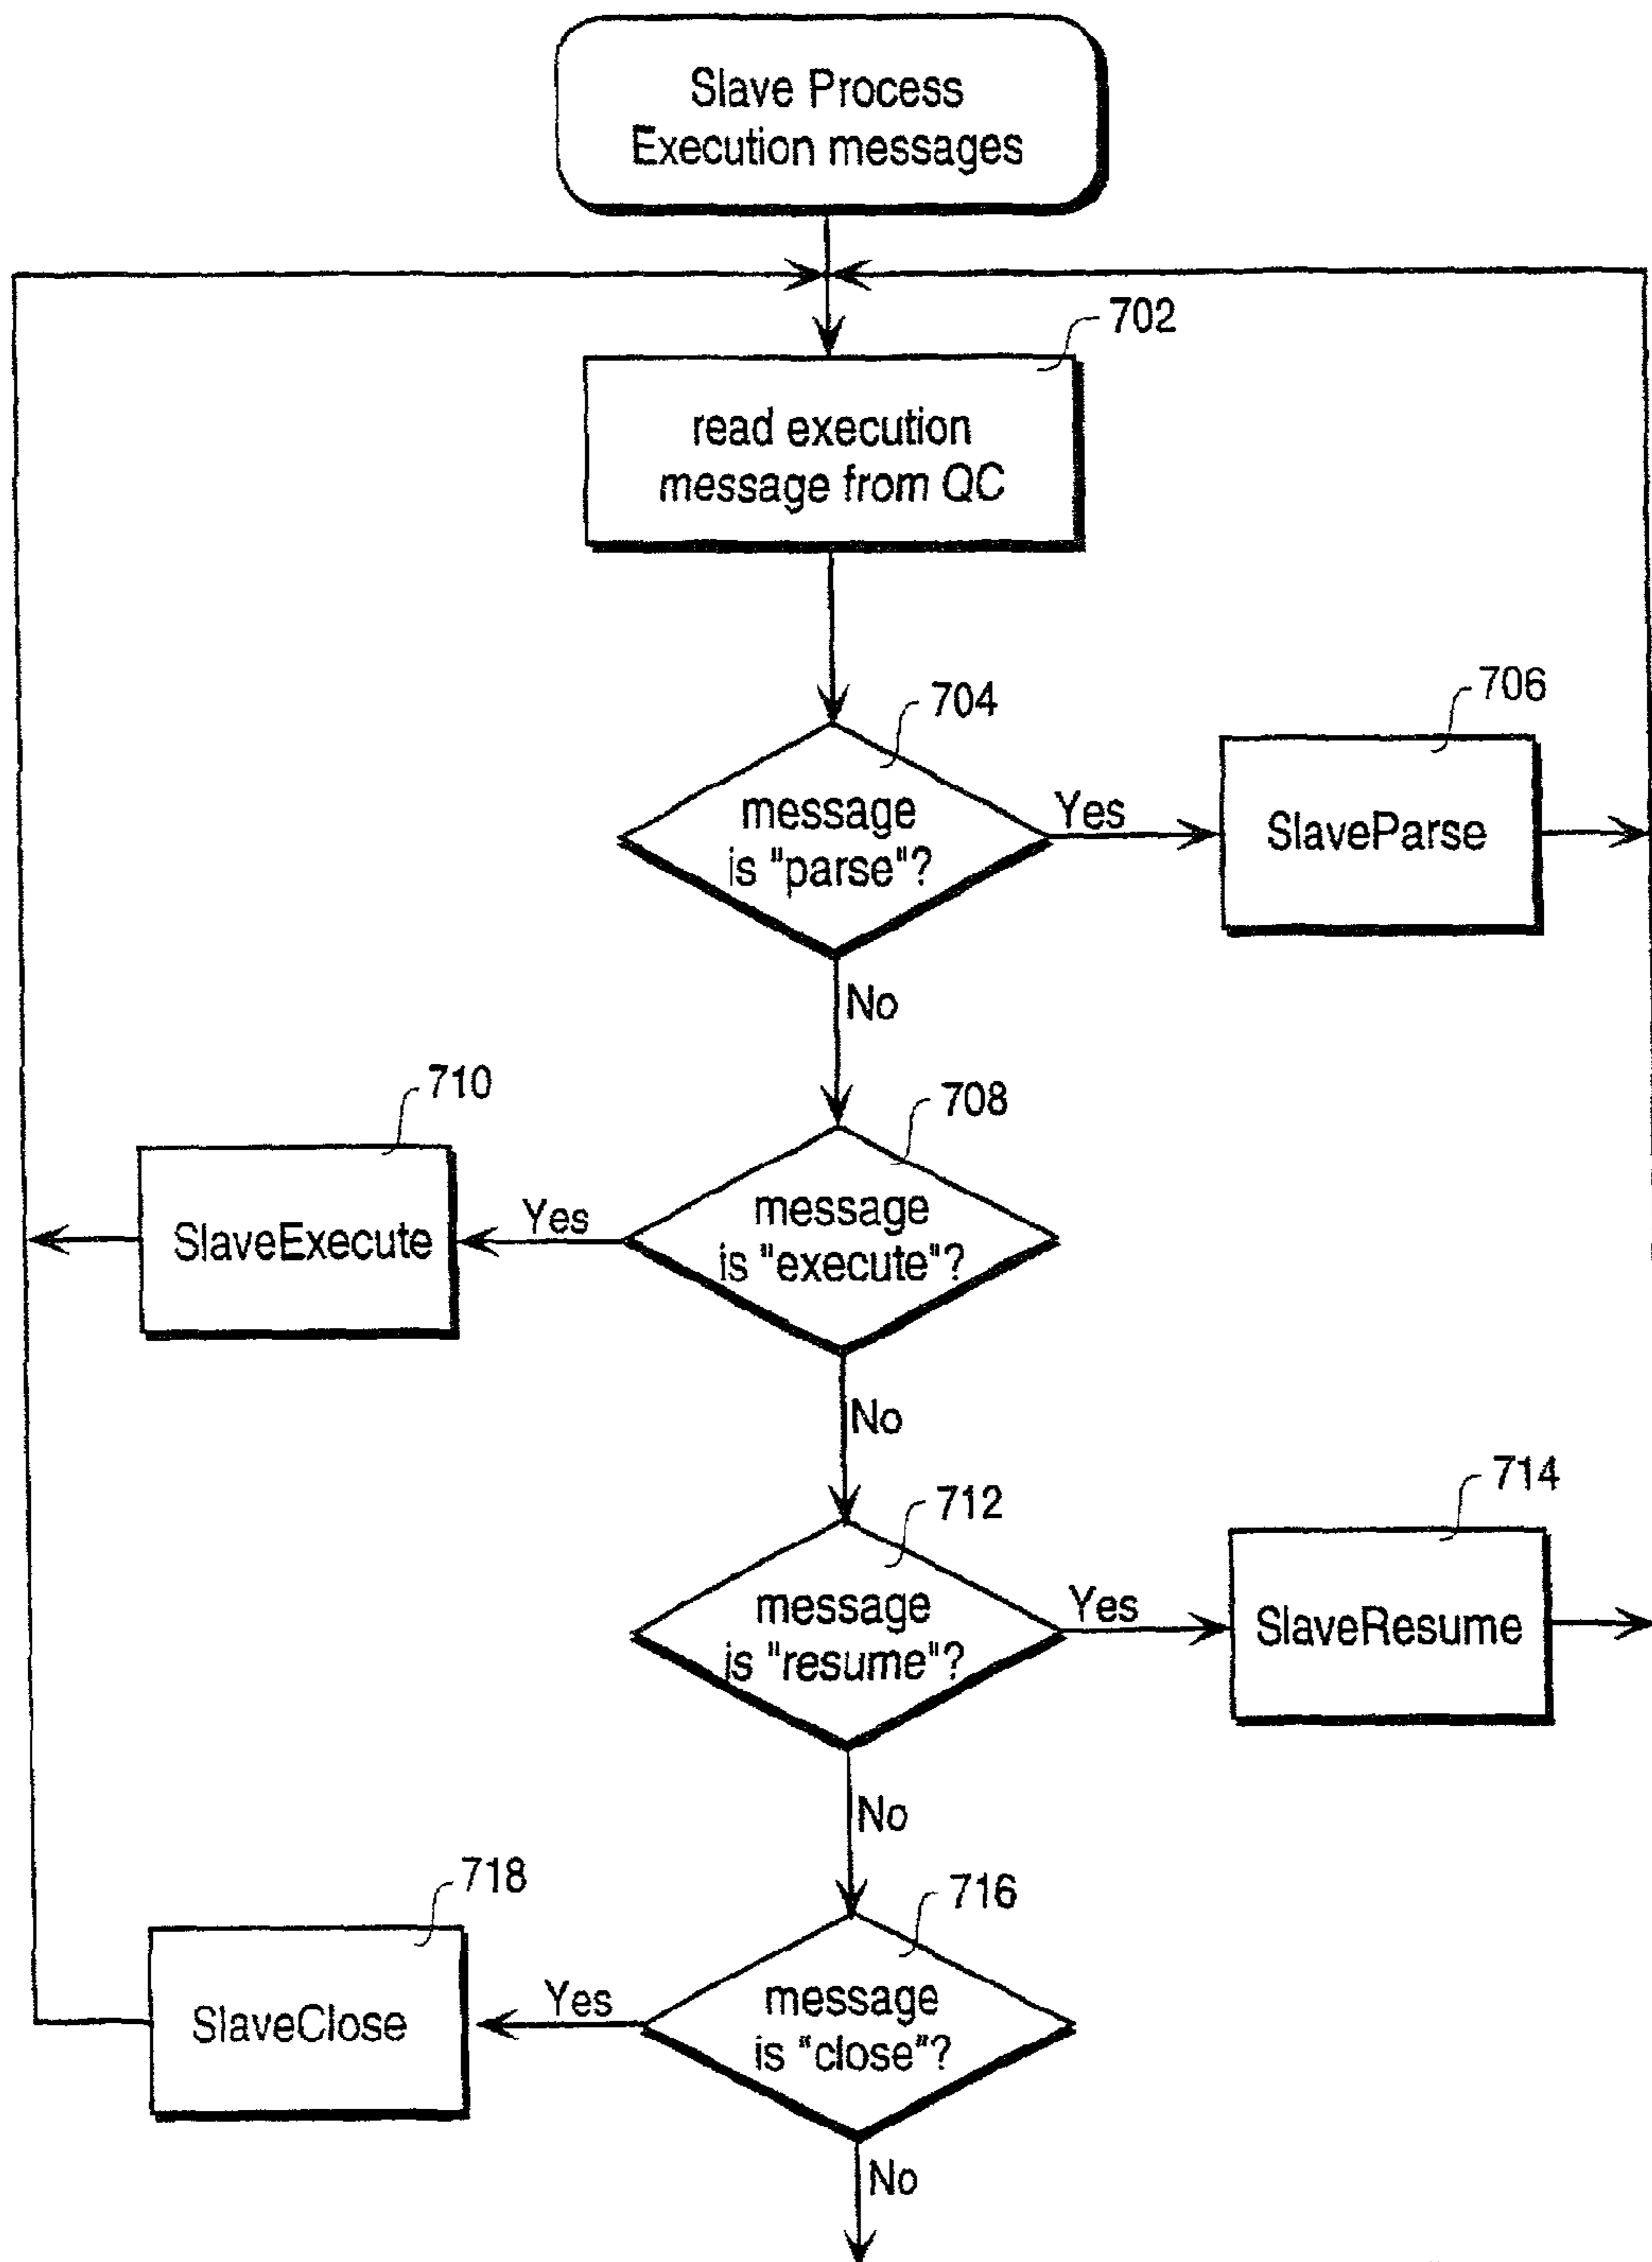 Slave Process
Execution messages
702
read execution
message from QC
704
message
is "parse"?
Yes
706
SlaveParse
No
708
message
is "execute"?
Yes
710
SlaveExecute
No
712
message
is "resume"?
Yes
714
SlaveResume
No
716
message
is "close"?
Yes
718
SlaveClose
No